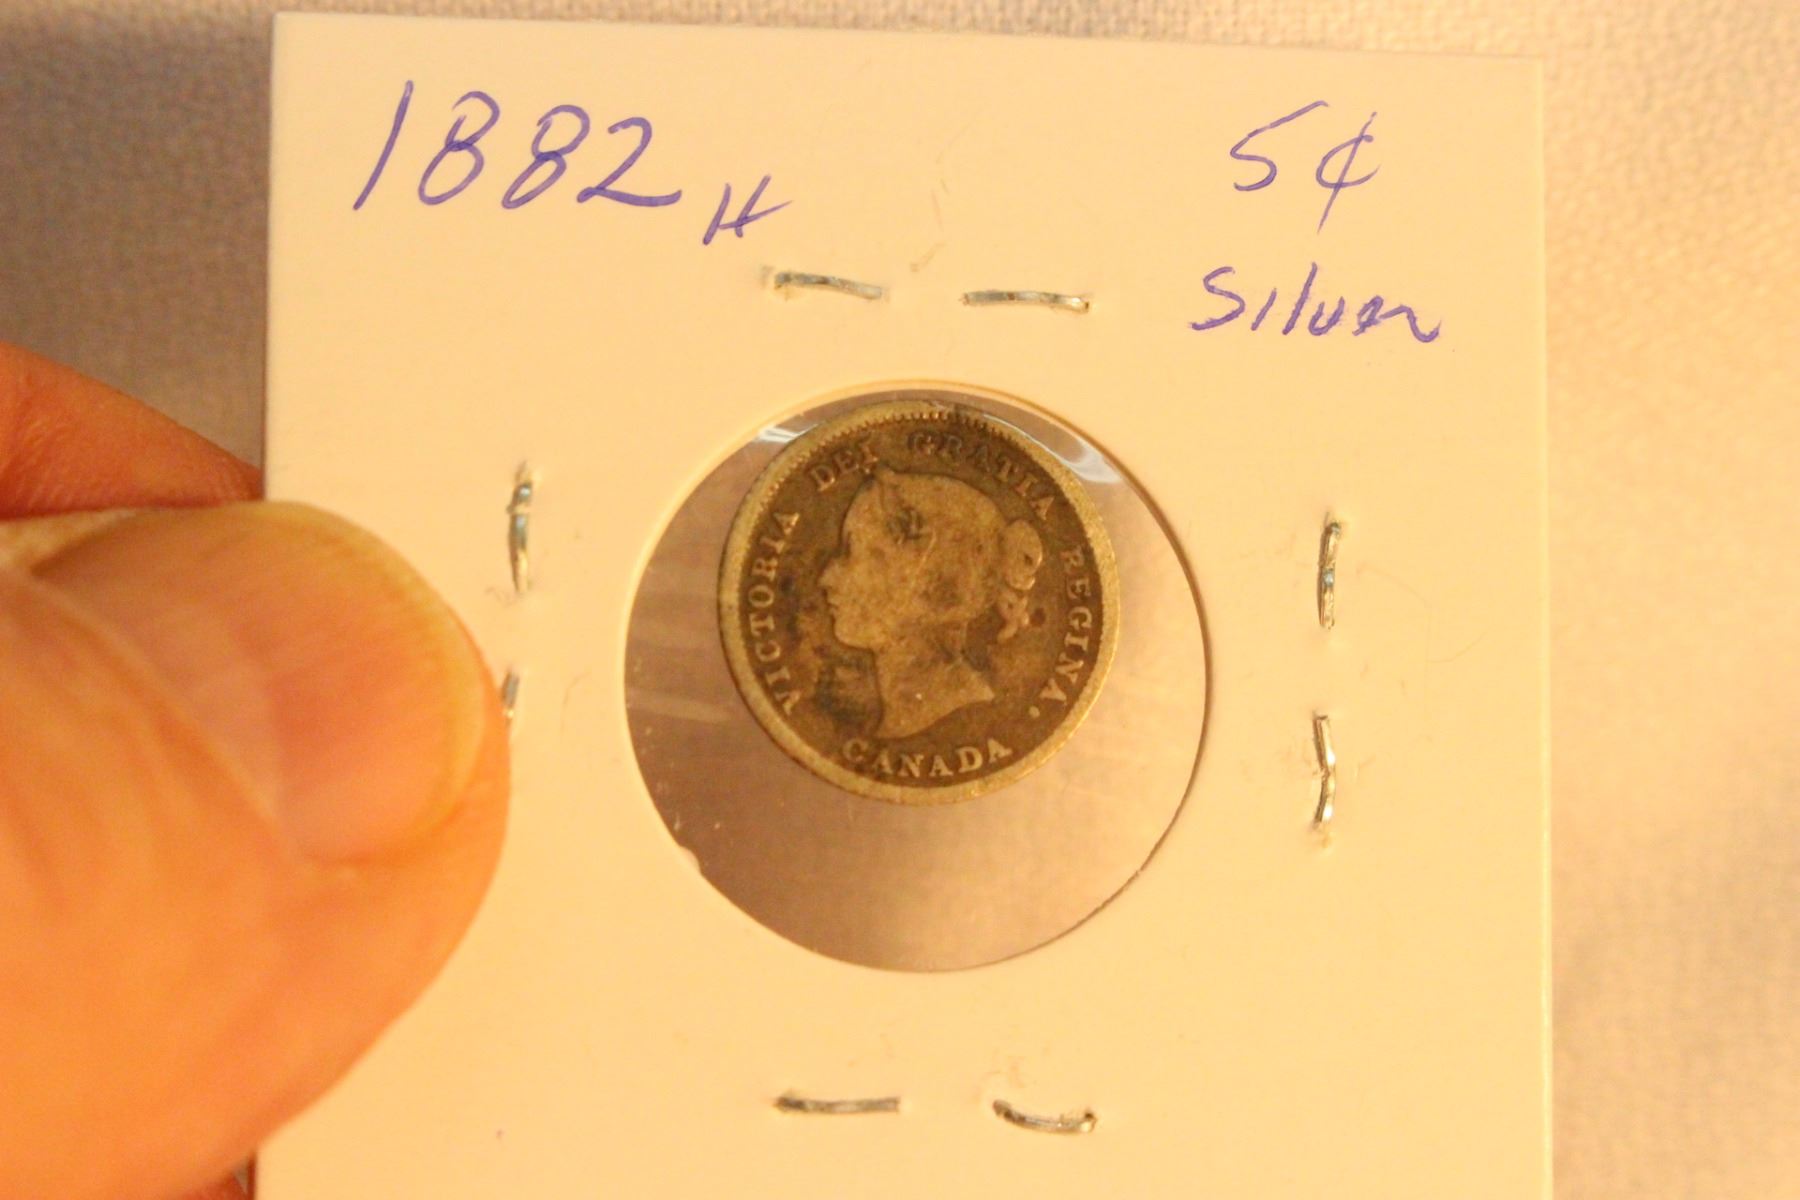 1882 H
5¢
Silver
VICTORIA DEI GRATIA REGINA.
CANADA